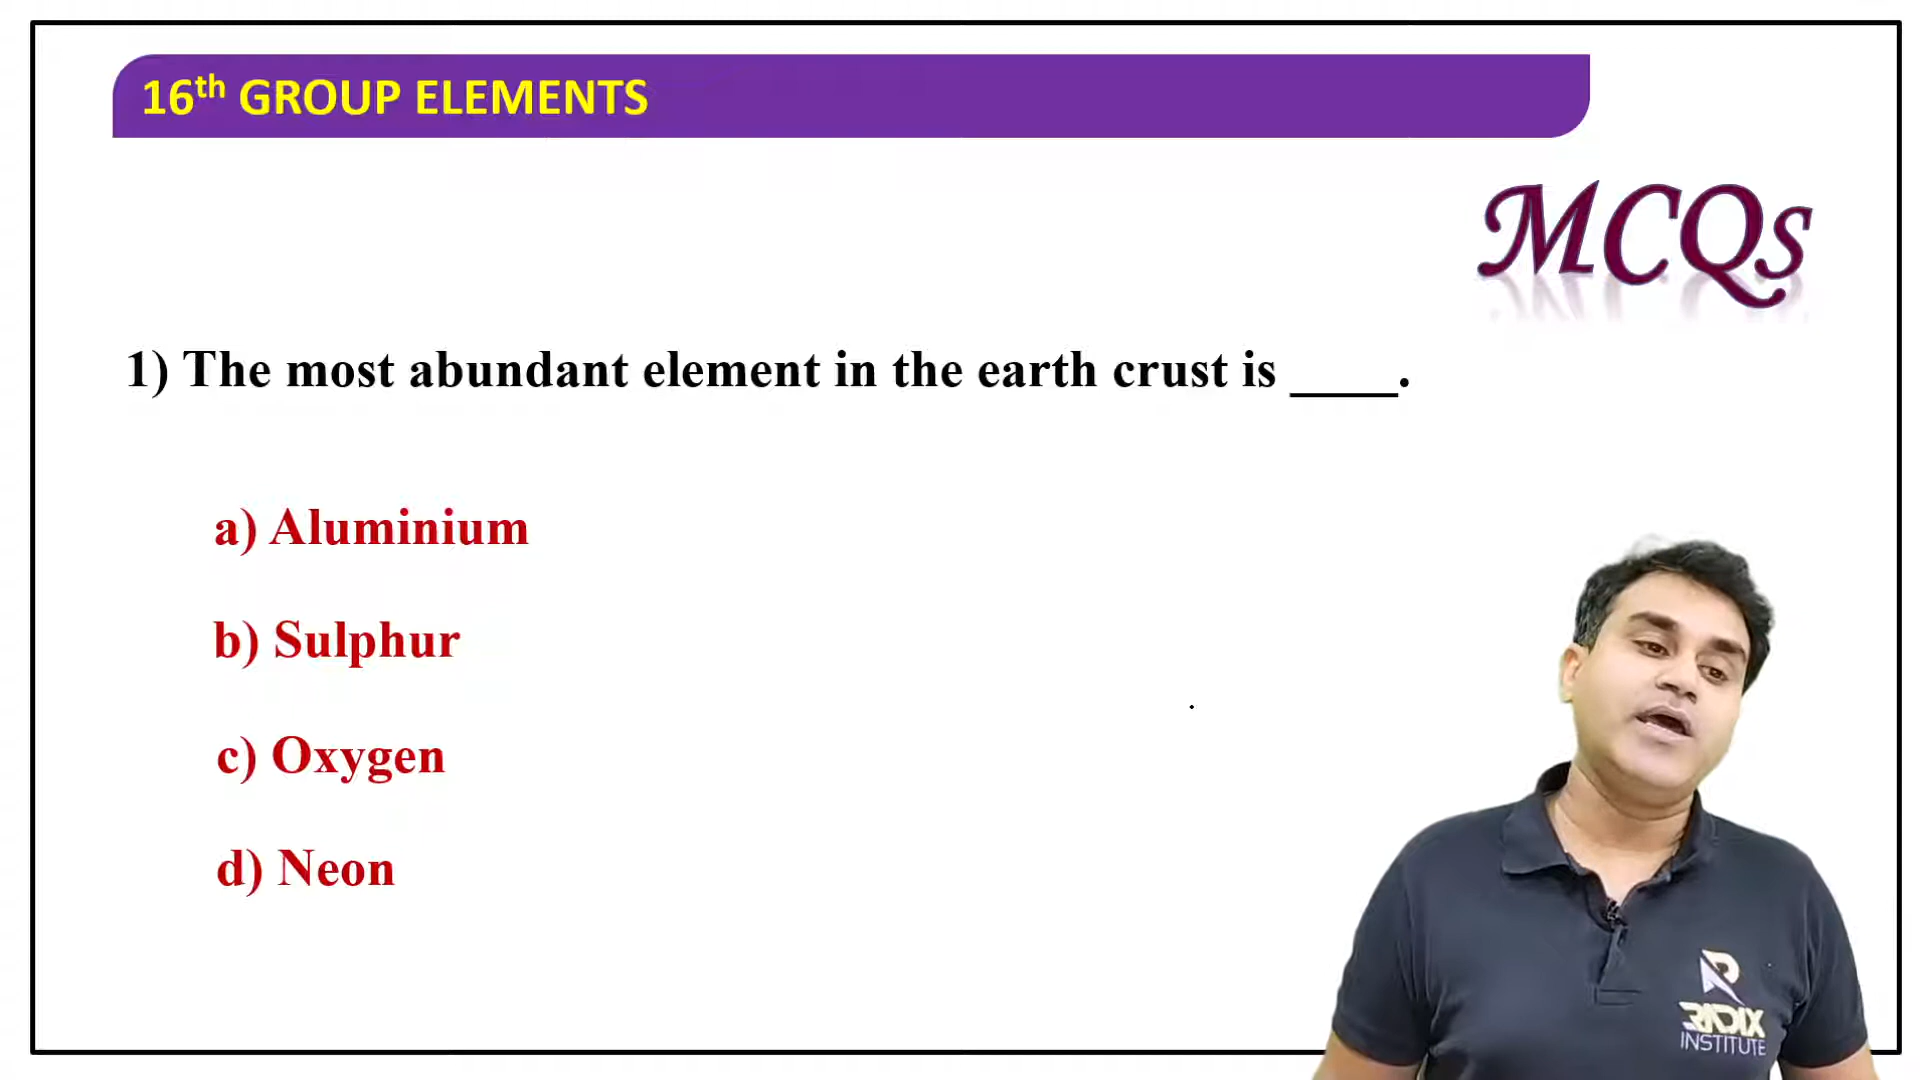 16th GROUP ELEMENTS
MCQs
1) The most abundant element in the earth crust is ____.
a) Aluminium
b) Sulphur
c) Oxygen
d) Neon
RADIX
INSTITUTE